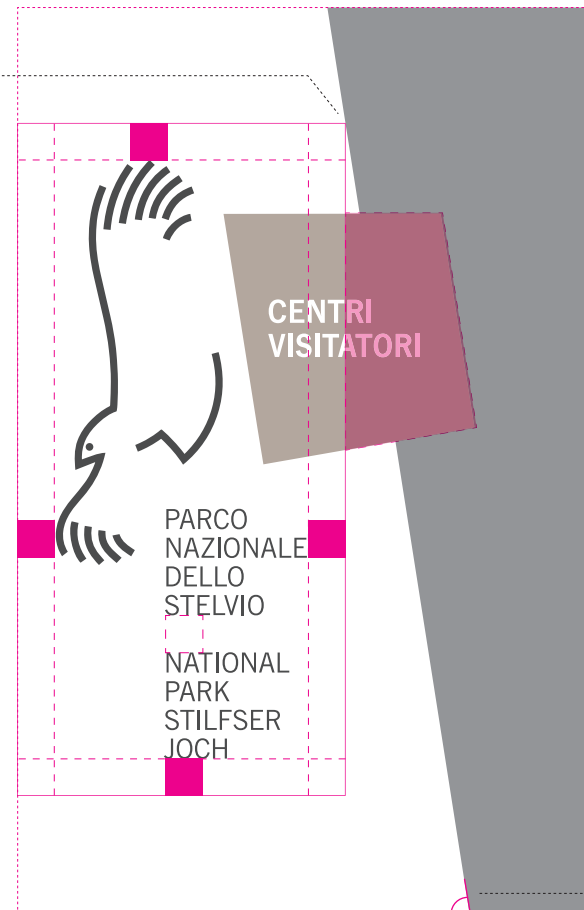 CENTRI
VISITATORI
PARCO
NAZIONALE
DELLO
STELVIO
NATIONAL
PARK
STILFSER
JOCH